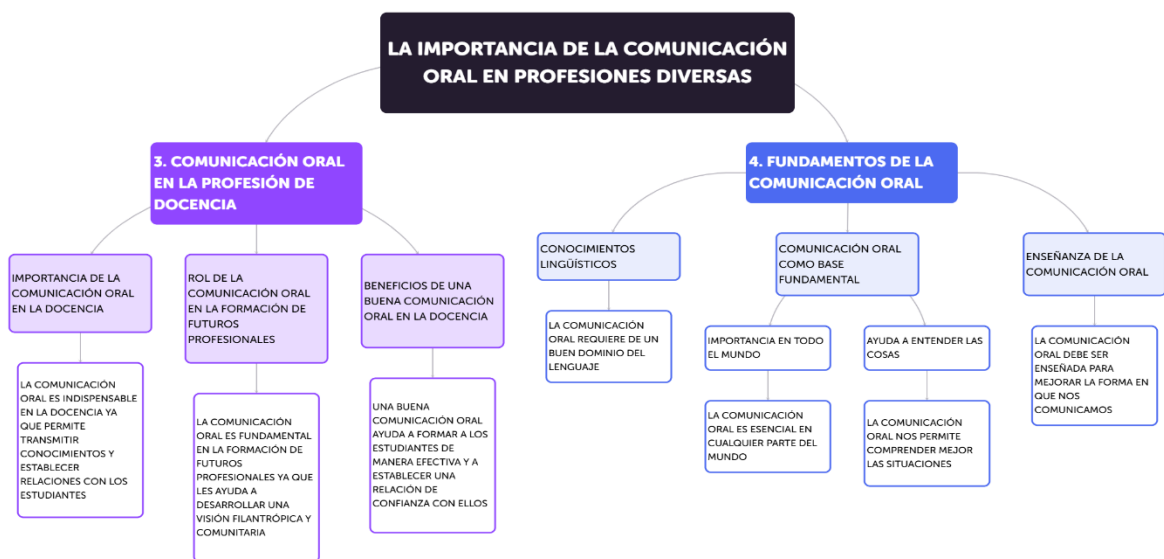 LA IMPORTANCIA DE LA COMUNICACIÓN
ORAL EN PROFESIONES DIVERSAS
3. COMUNICACIÓN ORAL
EN LA PROFESIÓN DE
DOCENCIA
IMPORTANCIA DE LA
COMUNICACIÓN ORAL
EN LA DOCENCIA
LA COMUNICACIÓN
ORAL ES INDISPENSABLE
EN LA DOCENCIA YA
QUE PERMITE
TRANSMITIR
CONOCIMIENTOS Y
ESTABLECER
RELACIONES CON LOS
ESTUDIANTES
ROL DE LA
COMUNICACIÓN ORAL
EN LA FORMACIÓN DE
FUTUROS
PROFESIONALES
LA COMUNICACIÓN
ORAL ES FUNDAMENTAL
EN LA FORMACIÓN DE
FUTUROS
PROFESIONALES YA QUE
LES AYUDA A
DESARROLLAR UNA
VISIÓN FILANTRÓPICA Y
COMUNITARIA
BENEFICIOS DE UNA
BUENA COMUNICACIÓN
ORAL EN LA DOCENCIA
UNA BUENA
COMUNICACIÓN ORAL
AYUDA A FORMAR A LOS
ESTUDIANTES DE
MANERA EFECTIVA Y A
ESTABLECER UNA
RELACIÓN DE
CONFIANZA CON ELLOS
4. FUNDAMENTOS DE LA
COMUNICACIÓN ORAL
CONOCIMIENTOS
LINGÜÍSTICOS
LA COMUNICACIÓN
ORAL REQUIERE DE UN
BUEN DOMINIO DEL
LENGUAJE
COMUNICACIÓN ORAL
COMO BASE
FUNDAMENTAL
IMPORTANCIA EN TODO
EL MUNDO
LA COMUNICACIÓN
ORAL ES ESENCIAL EN
CUALQUIER PARTE DEL
MUNDO
AYUDA A ENTENDER LAS
COSAS
LA COMUNICACIÓN
ORAL NOS PERMITE
COMPRENDER MEJOR
LAS SITUACIONES
ENSEÑANZA DE LA
COMUNICACIÓN ORAL
LA COMUNICACIÓN
ORAL DEBE SER
ENSEÑADA PARA
MEJORAR LA FORMA EN
QUE NOS
COMUNICAMOS